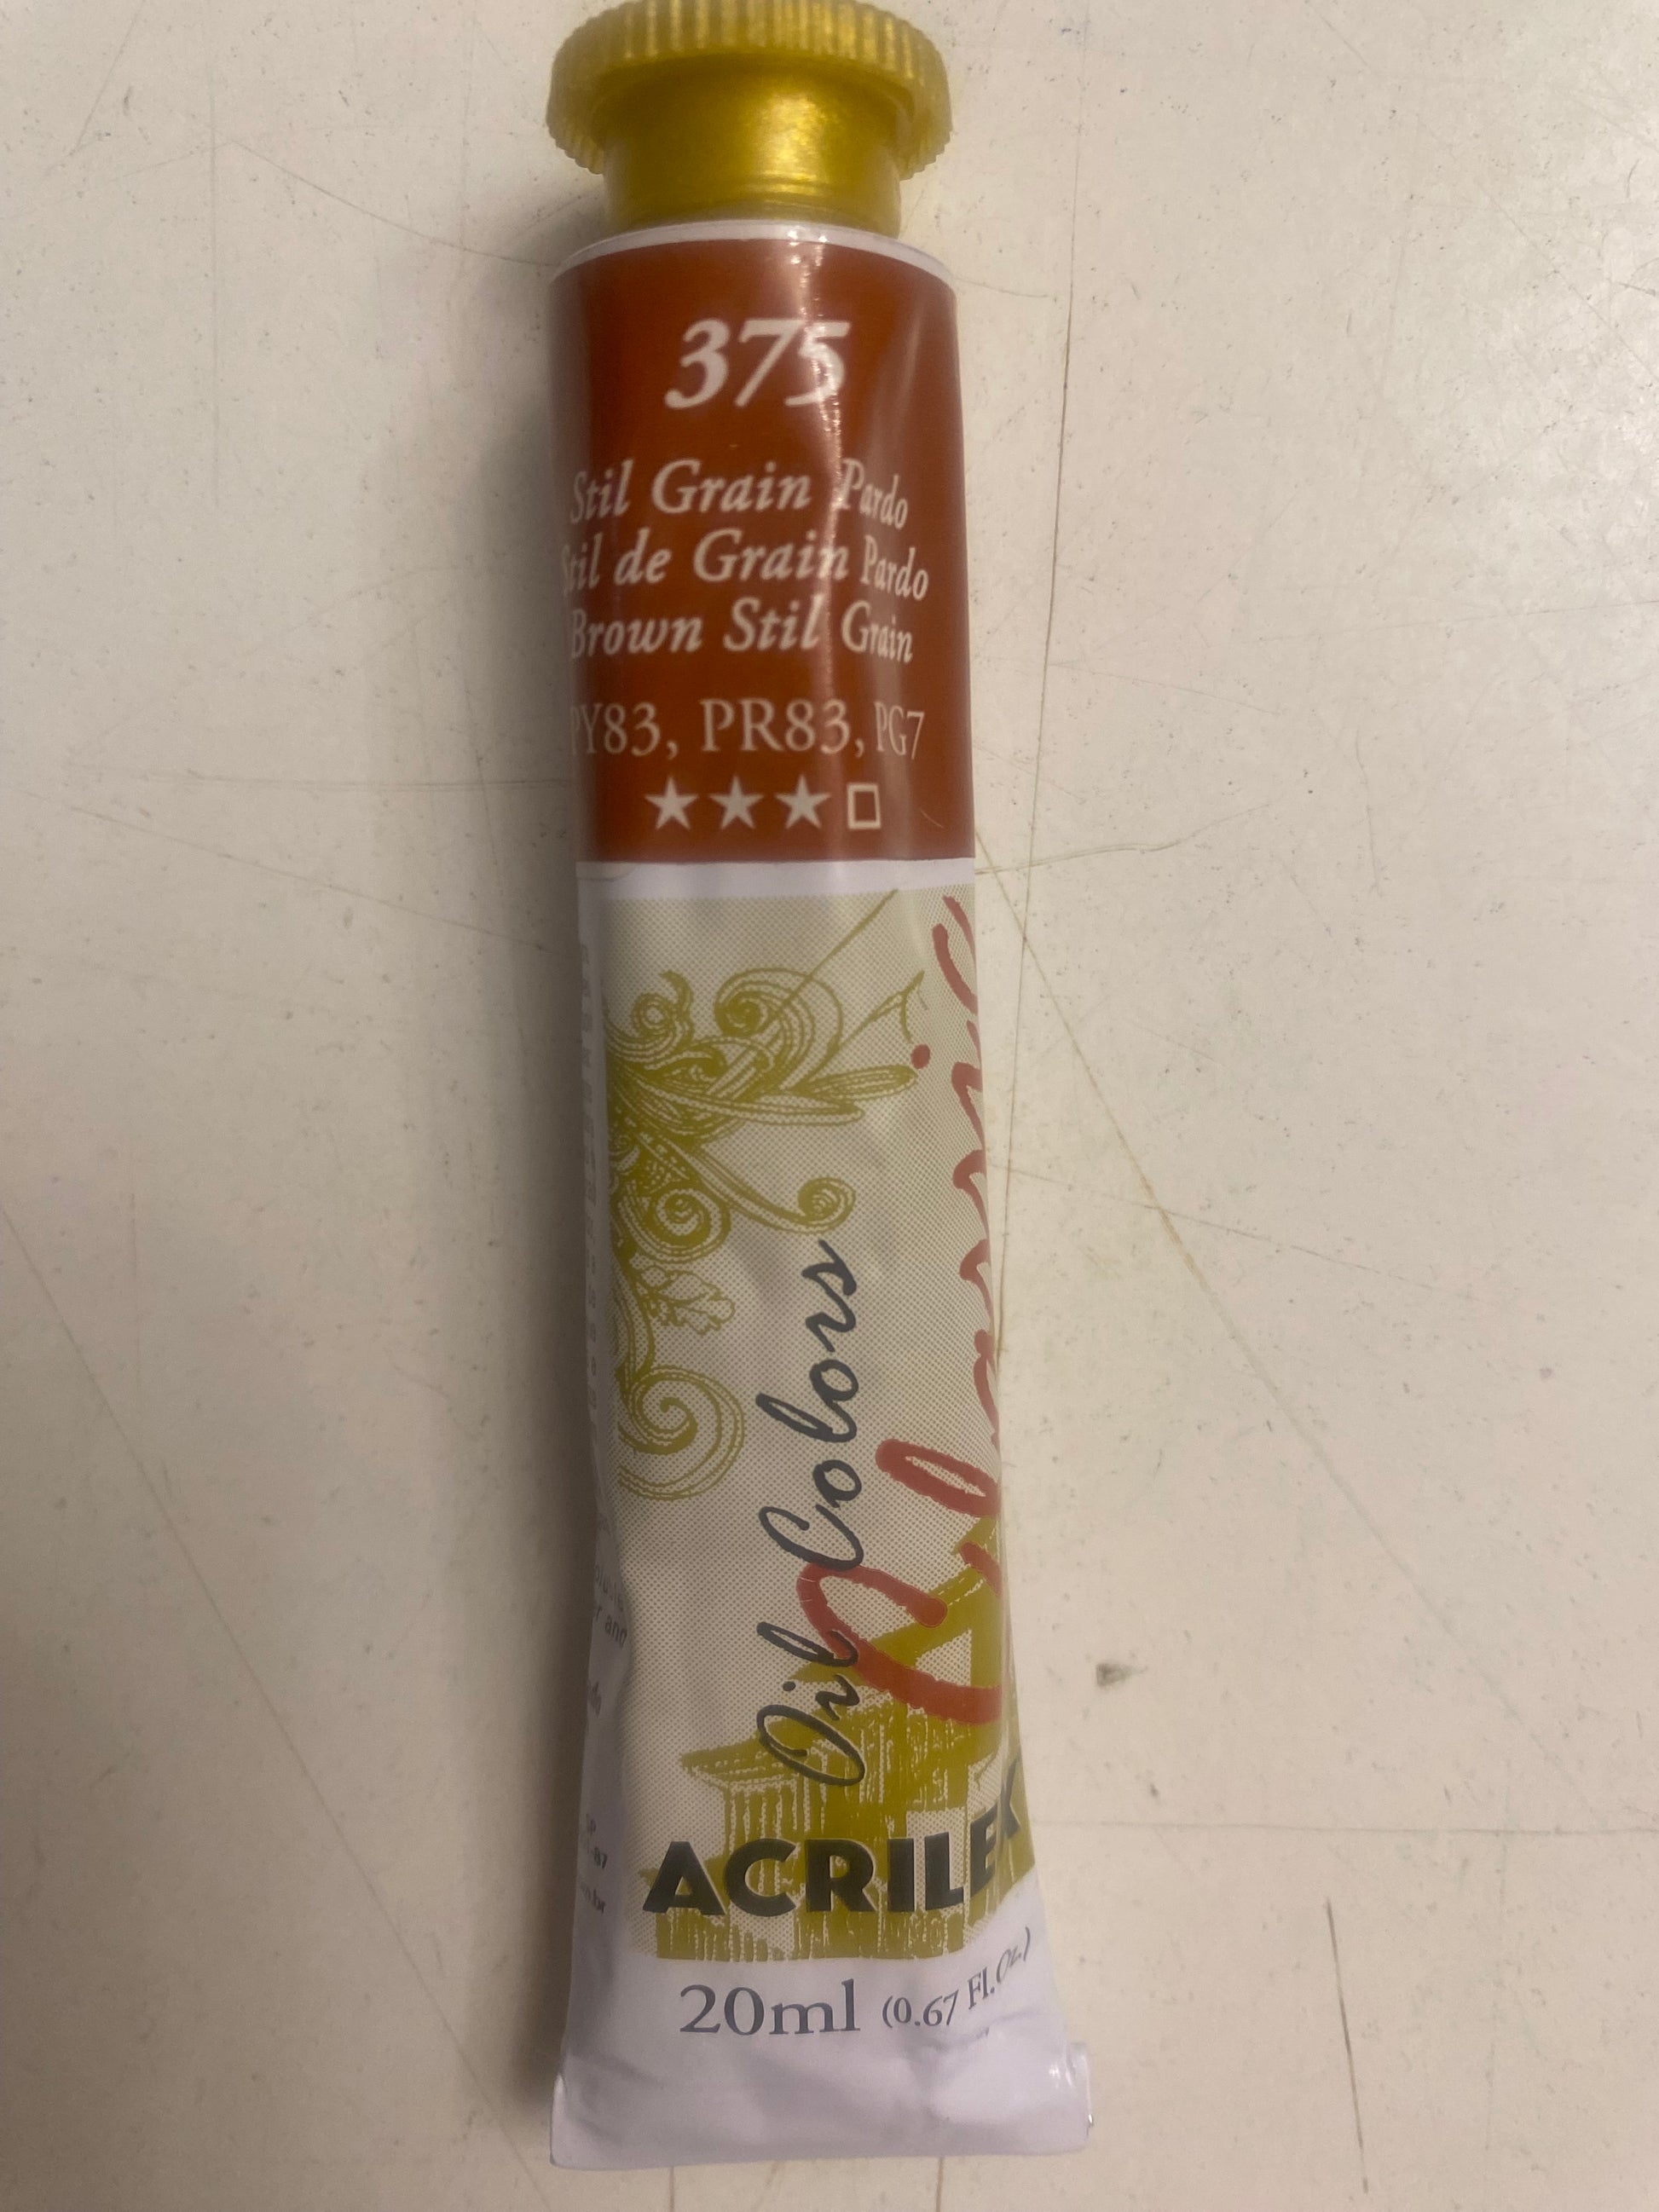 375
Stil Grain Pardo
Stil de Grain Pardo
Brown Stil Grain
PY83, PR83, PG7
★★★□
Oil Colors
Classic
ACRILEX
20ml (0.67 Fl.Oz.)